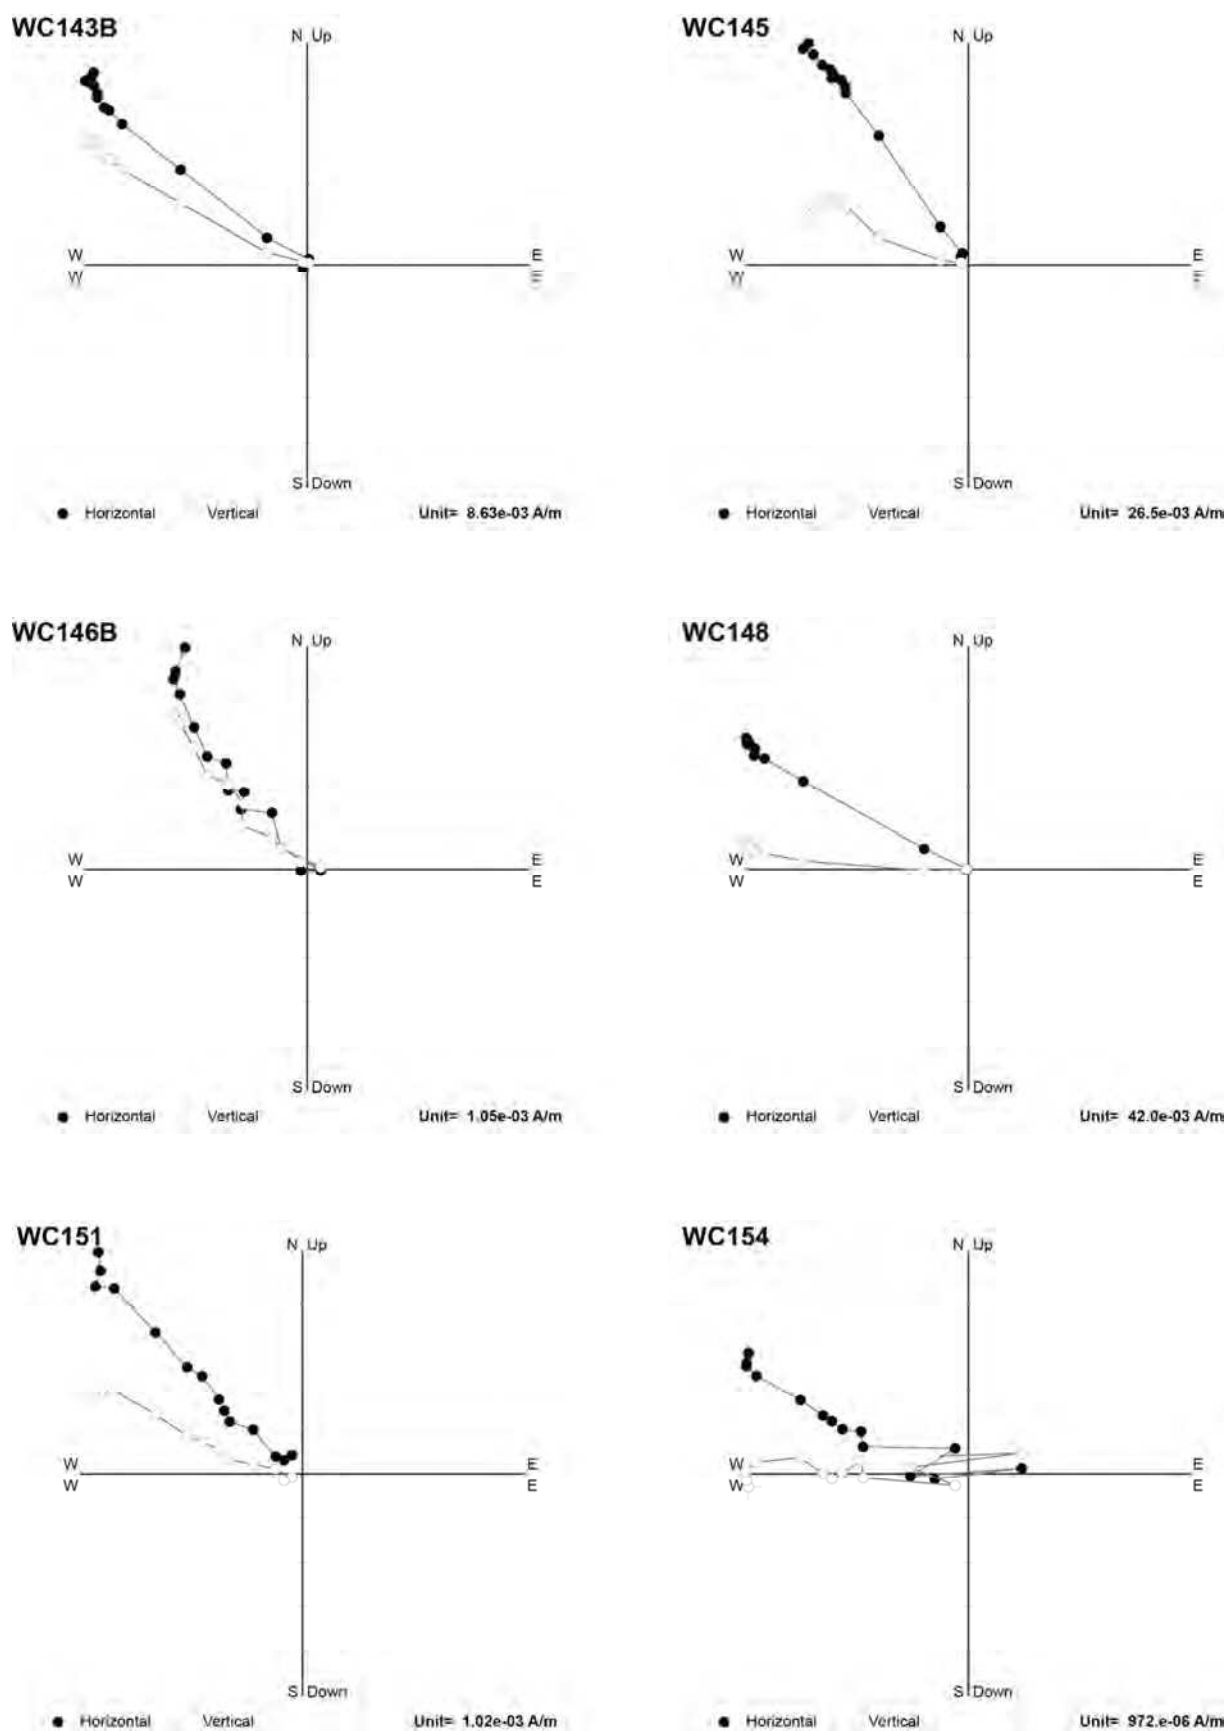 WC143B
N Up
W E
W E
S Down
Horizontal Vertical Unit= 8.63e-03 A/m
WC145
N Up
W E
W E
S Down
Horizontal Vertical Unit= 26.5e-03 A/m
WC146B
N Up
W E
W E
S Down
Horizontal Vertical Unit= 1.05e-03 A/m
WC148
N Up
W E
W E
S Down
Horizontal Vertical Unit= 42.0e-03 A/m
WC151
N Up
W E
W E
S Down
Horizontal Vertical Unit= 1.02e-03 A/m
WC154
N Up
W E
W E
S Down
Horizontal Vertical Unit= 972.e-06 A/m